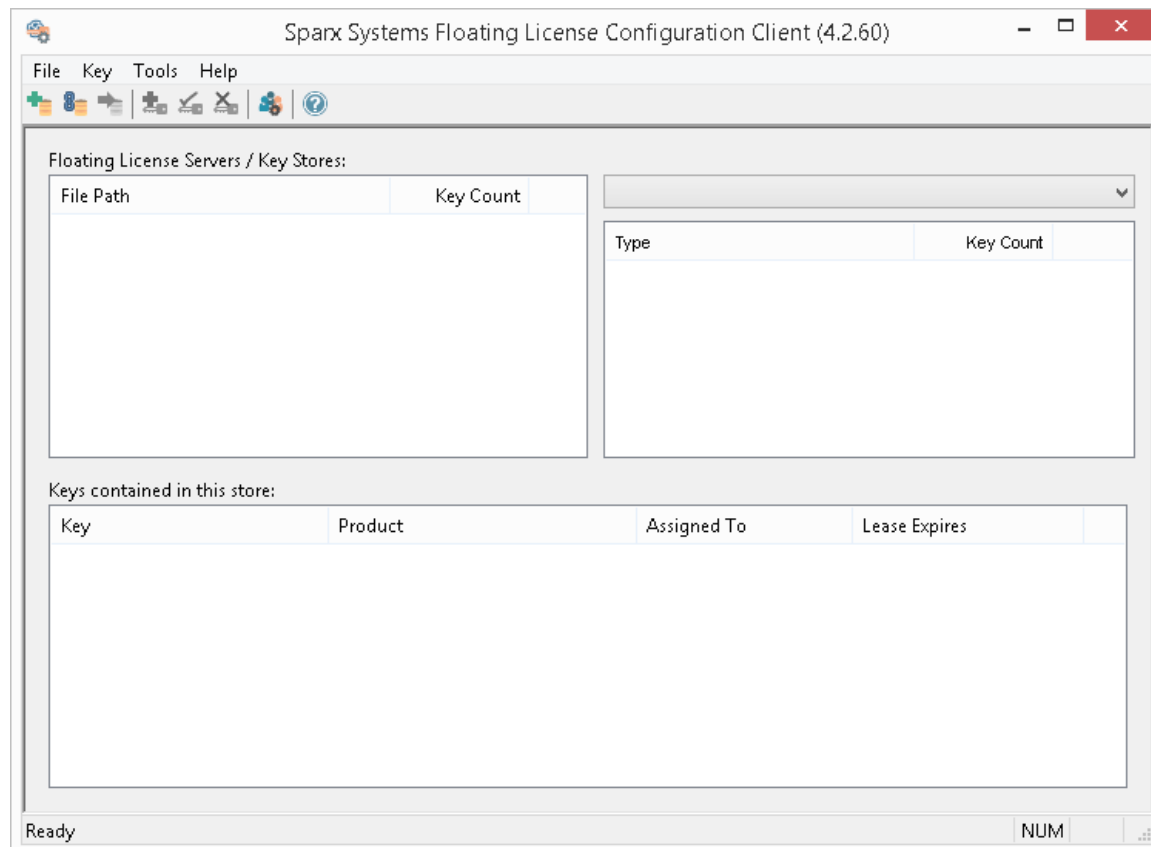 Sparx Systems Floating License Configuration Client (4.2.60)
File Key Tools Help
Floating License Servers / Key Stores:
File Path Key Count
Type Key Count
Keys contained in this store:
Key Product Assigned To Lease Expires
Ready NUM